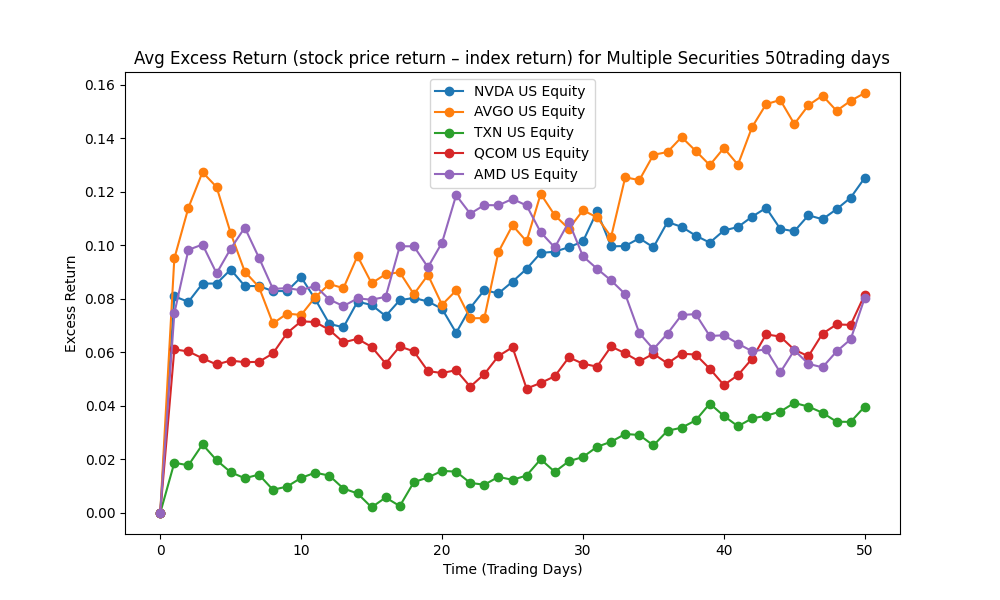 Avg Excess Return (stock price return – index return) for Multiple Securities 50trading days
NVDA US Equity
AVGO US Equity
TXN US Equity
QCOM US Equity
AMD US Equity
0.16
0.14
0.12
0.10
0.08
0.06
0.04
0.02
0.00
Excess Return
0 10 20 30 40 50
Time (Trading Days)